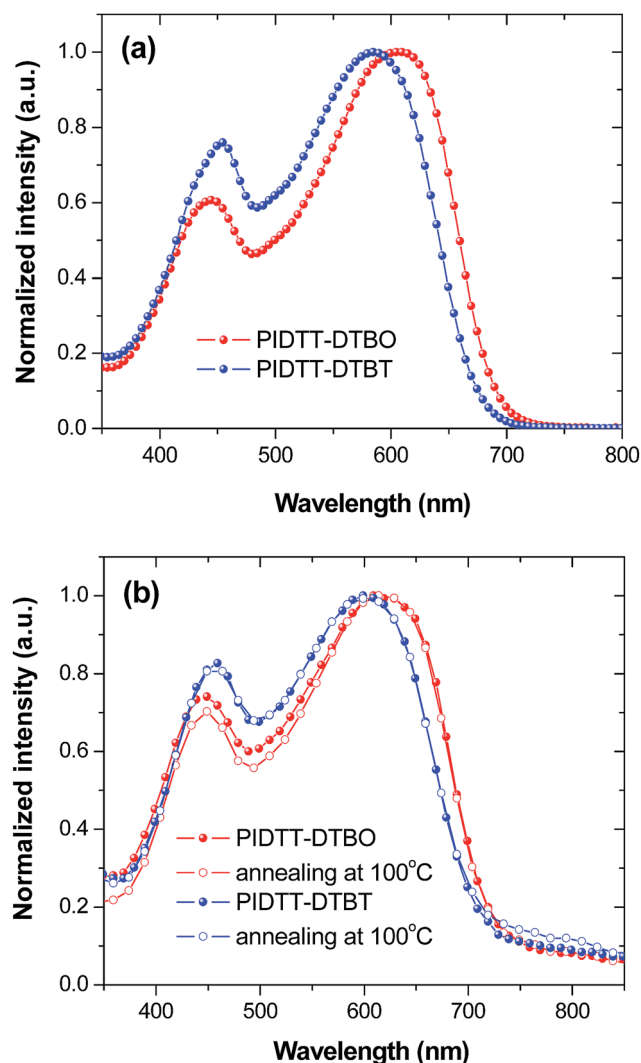 (a)
Normalized intensity (a.u.)
1.0
0.8
0.6
0.4
0.2
0.0
PIDTT-DTBO
PIDTT-DTBT
400 500 600 700 800
Wavelength (nm)
(b)
Normalized intensity (a.u.)
1.0
0.8
0.6
0.4
0.2
0.0
PIDTT-DTBO
annealing at 100°C
PIDTT-DTBT
annealing at 100°C
400 500 600 700 800
Wavelength (nm)